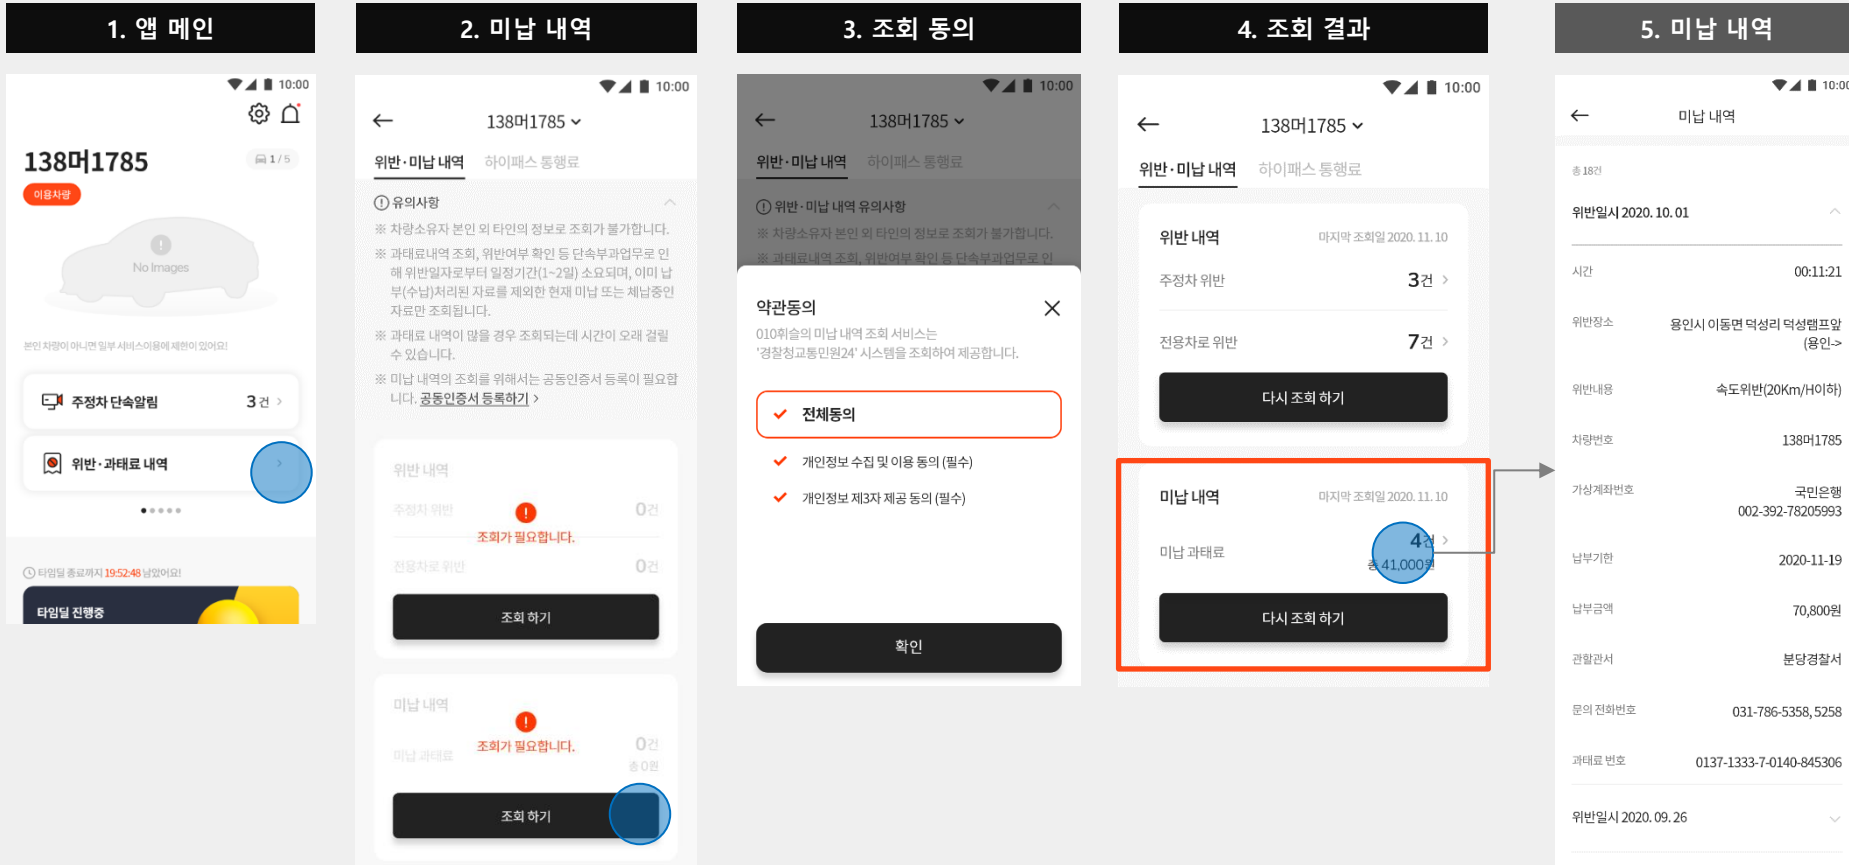 1. 앱 메인
10:00
138머1785
1 / 5
이용차량
No Images
본인 차량이 아니면 일부 서비스이용에 제한이 있어요!
주정차 단속알림
3 건
위반·과태료 내역
타임딜 종료까지 19:52:48 남았어요!
타임딜 진행중
2. 미납 내역
10:00
138머1785
위반·미납 내역 하이패스 통행료
유의사항
※ 차량소유자 본인 외 타인의 정보로 조회가 불가합니다.
※ 과태료내역 조회, 위반여부 확인 등 단속부과업무로 인
해 위반일자로부터 일정기간(1~2일) 소요되며, 이미 납
부(수납)처리된 자료를 제외한 현재 미납 또는 체납중인
자료만 조회됩니다.
※ 과태료 내역이 많을 경우 조회되는데 시간이 오래 걸릴
수 있습니다.
※ 미납 내역의 조회를 위해서는 공동인증서 등록이 필요합
니다. 공동인증서 등록하기 >
위반 내역
주정차 위반
0건
조회가 필요합니다.
전용차로 위반
0건
조회 하기
미납 내역
조회가 필요합니다.
미납 과태료
0건
총 0원
조회 하기
3. 조회 동의
10:00
138머1785
위반·미납 내역 하이패스 통행료
위반·미납 내역 유의사항
※ 차량소유자 본인 외 타인의 정보로 조회가 불가합니다.
※ 과태료내역 조회, 위반여부 확인 등 단속부과업무로 인
약관동의
010휘슬의 미납 내역 조회 서비스는
'경찰청교통민원24' 시스템을 조회하여 제공합니다.
전체동의
개인정보 수집 및 이용 동의 (필수)
개인정보 제3자 제공 동의 (필수)
확인
4. 조회 결과
10:00
138머1785
위반·미납 내역 하이패스 통행료
위반 내역
마지막 조회일 2020. 11. 10
주정차 위반
3건
전용차로 위반
7건
다시 조회 하기
미납 내역
마지막 조회일 2020. 11. 10
미납 과태료
4건
총 41,000원
다시 조회 하기
5. 미납 내역
10:00
미납 내역
총 18건
위반일시 2020. 10. 01
시간
00:11:21
위반장소
용인시 이동면 덕성리 덕성램프앞
(용인->
위반내용
속도위반(20Km/H이하)
차량번호
138머1785
가상계좌번호
국민은행
002-392-78205993
납부기한
2020-11-19
납부금액
70,800원
관할관서
분당경찰서
문의 전화번호
031-786-5358, 5258
과태료 번호
0137-1333-7-0140-845306
위반일시 2020. 09. 26